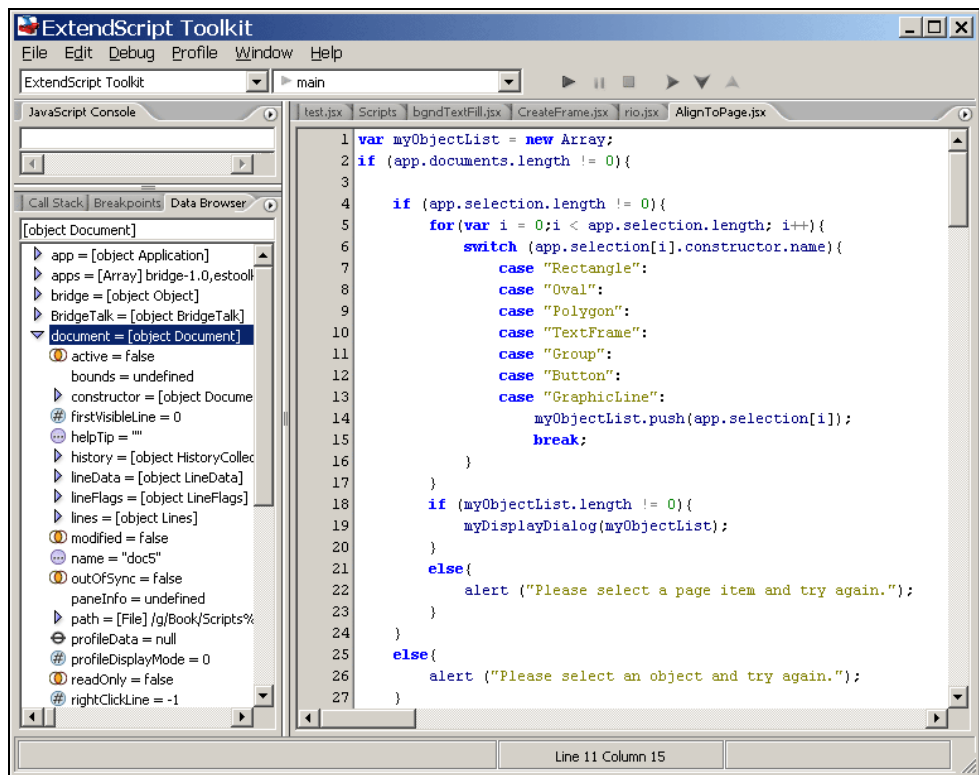 ExtendScript Toolkit
File Edit Debug Profile Window Help
ExtendScript Toolkit
main
JavaScript Console
Call Stack Breakpoints Data Browser
[object Document]
app = [object Application]
apps = [Array] bridge-1.0,estoolk
bridge = [object Object]
BridgeTalk = [object BridgeTalk]
document = [object Document]
active = false
bounds = undefined
constructor = [object Docume
firstVisibleLine = 0
helpTip = ""
history = [object HistoryCollec
lineData = [object LineData]
lineFlags = [object LineFlags]
lines = [object Lines]
modified = false
name = "doc5"
outOfSync = false
paneInfo = undefined
path = [File] /g/Book/Scripts%
profileData = null
profileDisplayMode = 0
readOnly = false
rightClickLine = -1
test.jsx Scripts bgndTextFill.jsx CreateFrame.jsx rio.jsx AlignToPage.jsx
1 var myObjectList = new Array;
2 if (app.documents.length != 0){
3
4 if (app.selection.length != 0){
5 for(var i = 0;i < app.selection.length; i++){
6 switch (app.selection[i].constructor.name){
7 case "Rectangle":
8 case "Oval":
9 case "Polygon":
10 case "TextFrame":
11 case "Group":
12 case "Button":
13 case "GraphicLine":
14 myObjectList.push(app.selection[i]);
15 break;
16 }
17 }
18 if (myObjectList.length != 0){
19 myDisplayDialog(myObjectList);
20 }
21 else{
22 alert ("Please select a page item and try again.");
23 }
24 }
25 else{
26 alert ("Please select an object and try again.");
27 }
Line 11 Column 15